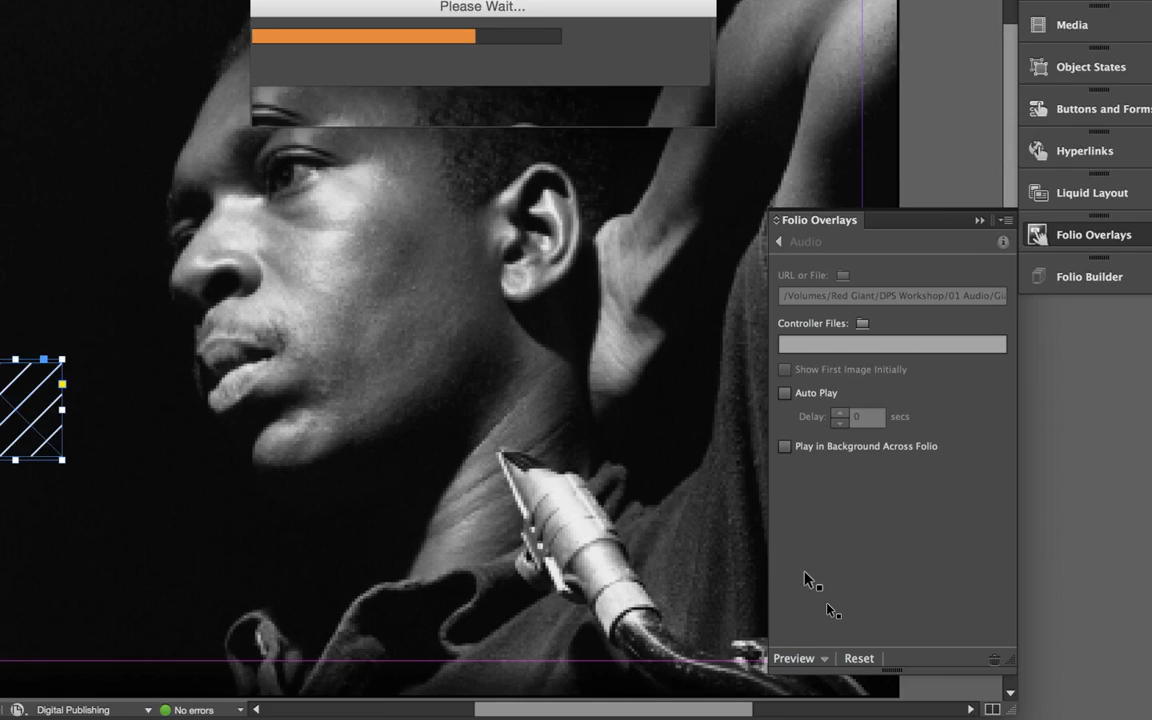 Please Wait...
Media
Object States
Buttons and Form
Hyperlinks
Liquid Layout
Folio Overlays
Folio Builder
Folio Overlays
Audio
URL or File:
/Volumes/Red Giant/DPS Workshop/01 Audio/Gi
Controller Files:
Show First Image Initially
Auto Play
Delay: 0 secs
Play in Background Across Folio
Preview Reset
Digital Publishing No errors